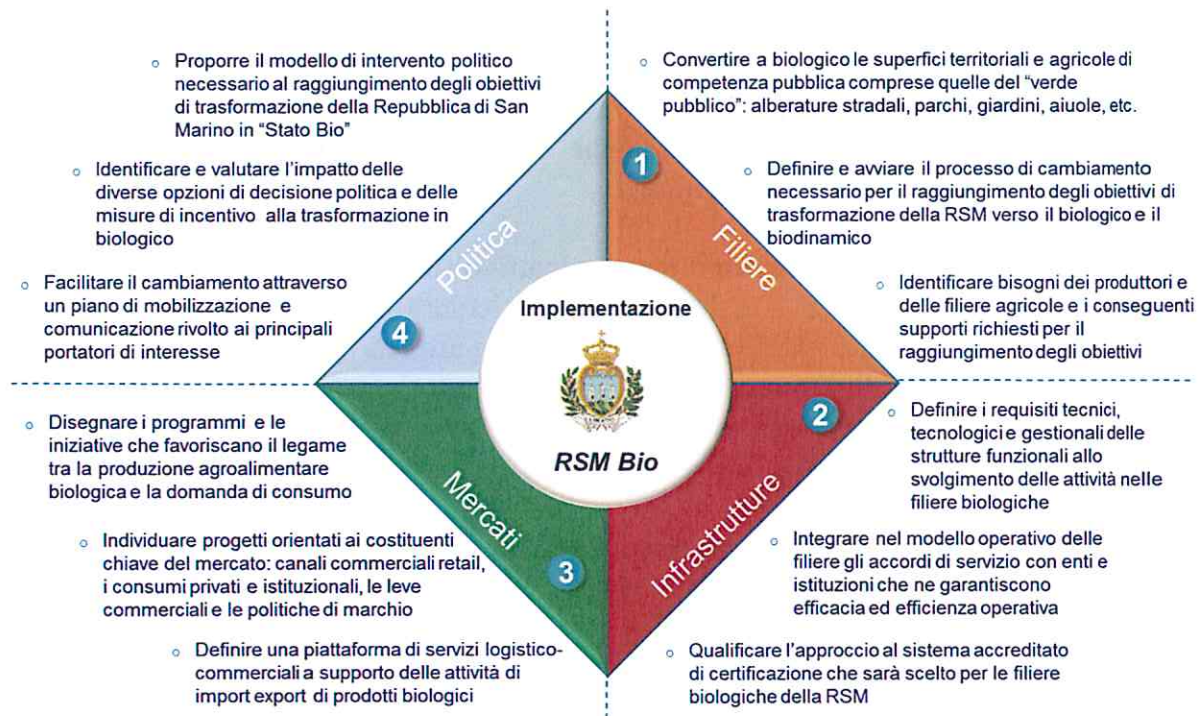 Proporre il modello di intervento politico
necessario al raggiungimento degli obiettivi
di trasformazione della Repubblica di San
Marino in "Stato Bio"
Identificare e valutare l'impatto delle
diverse opzioni di decisione politica e delle
misure di incentivo alla trasformazione in
biologico
Facilitare il cambiamento attraverso
un piano di mobilizzazione e
comunicazione rivolto ai principali
portatori di interesse
Convertire a biologico le superfici territoriali e agricole di
competenza pubblica comprese quelle del "verde
pubblico": alberature stradali, parchi, giardini, aiuole, etc.
Definire e avviare il processo di cambiamento
necessario per il raggiungimento degli obiettivi di
trasformazione della RSM verso il biologico e il
biodinamico
Identificare bisogni dei produttori e
delle filiere agricole e i conseguenti
supporti richiesti per il
raggiungimento degli obiettivi
Politica
4
1
Filiere
Implementazione
RSM Bio
Mercati
3
2
Infrastrutture
Disegnare i programmi e le
iniziative che favoriscano il legame
tra la produzione agroalimentare
biologica e la domanda di consumo
Individuare progetti orientati ai costituenti
chiave del mercato: canali commerciali retail,
i consumi privati e istituzionali, le leve
commerciali e le politiche di marchio
Definire una piattaforma di servizi logistico-
commerciali a supporto delle attività di
import export di prodotti biologici
Definire i requisiti tecnici,
tecnologici e gestionali delle
strutture funzionali allo
svolgimento delle attività nelle
filiere biologiche
Integrare nel modello operativo delle
filiere gli accordi di servizio con enti e
istituzioni che ne garantiscono
efficacia ed efficienza operativa
Qualificare l'approccio al sistema accreditato
di certificazione che sarà scelto per le filiere
biologiche della RSM